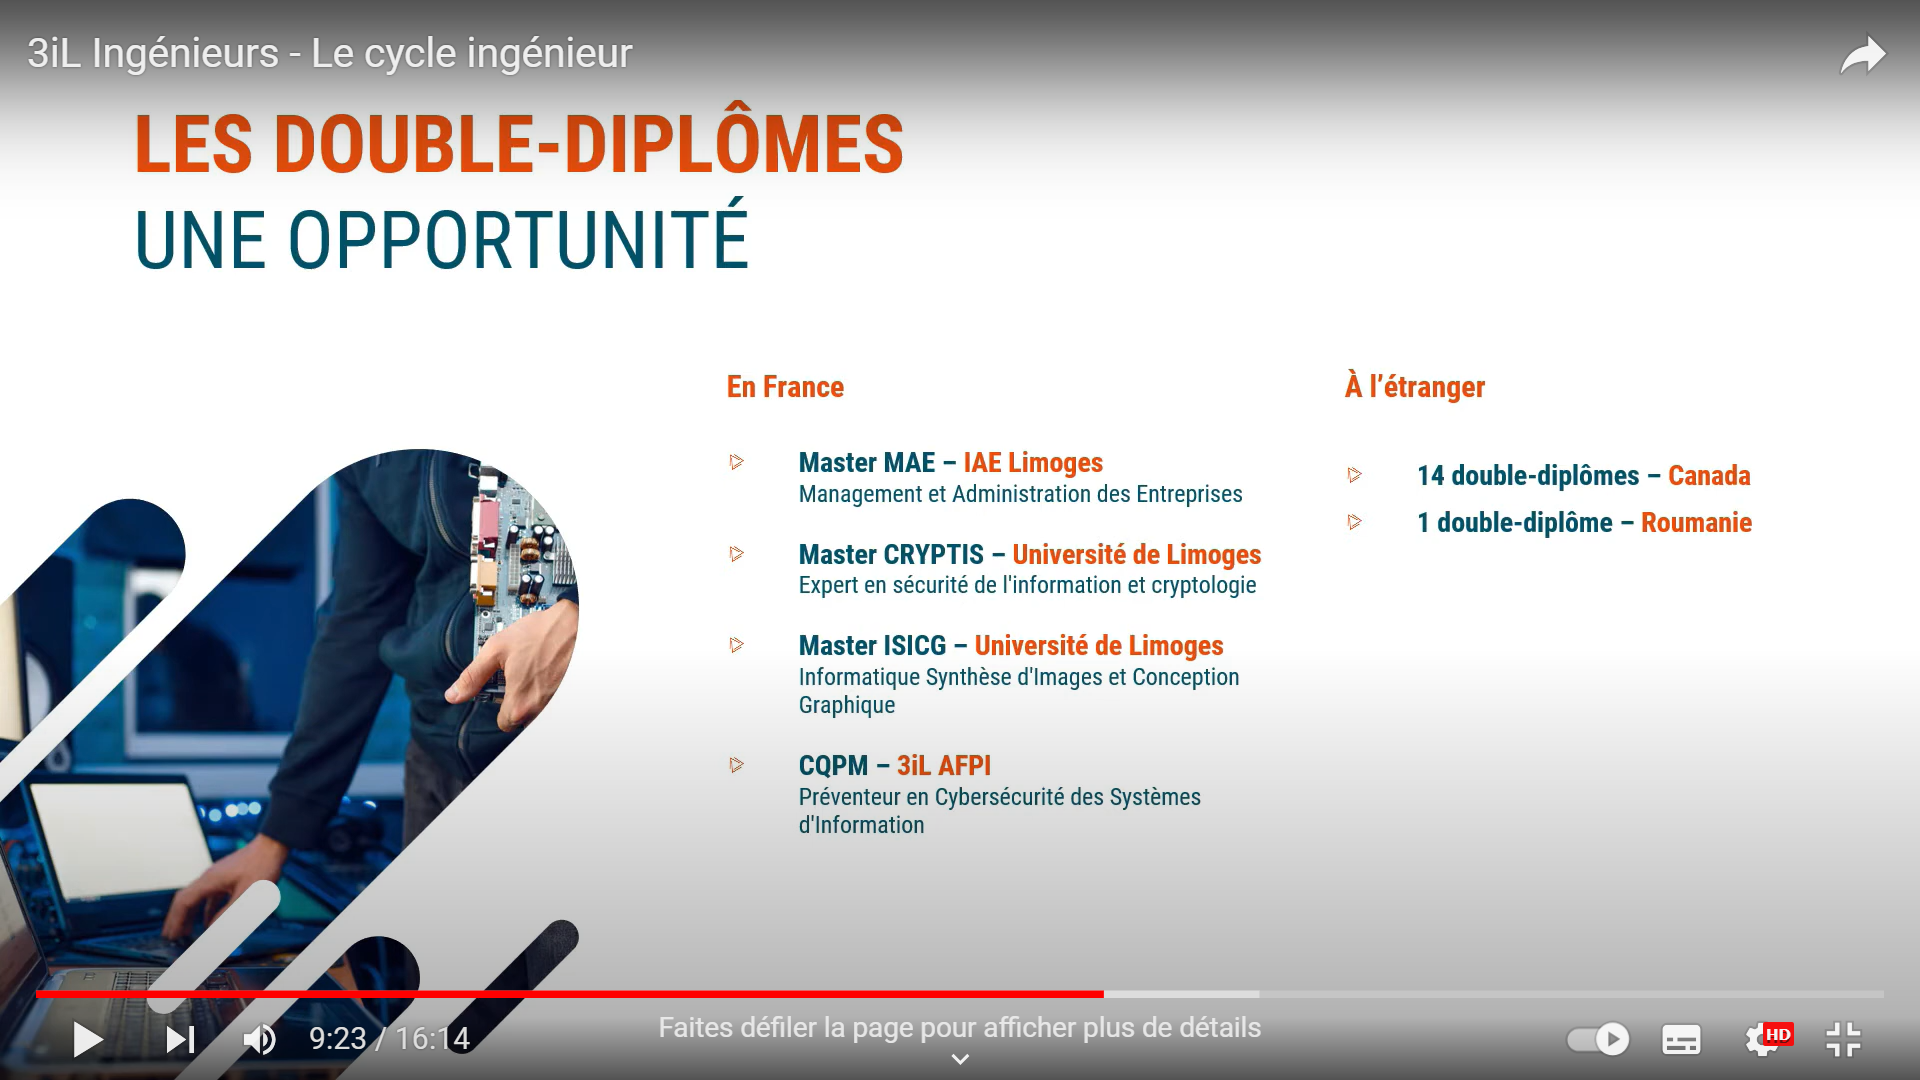 3iL Ingénieurs - Le cycle ingénieur
LES DOUBLE-DIPLÔMES
UNE OPPORTUNITÉ
En France
Master MAE – IAE Limoges
Management et Administration des Entreprises
Master CRYPTIS – Université de Limoges
Expert en sécurité de l'information et cryptologie
Master ISICG – Université de Limoges
Informatique Synthèse d'Images et Conception
Graphique
CQPM – 3iL AFPI
Préventeur en Cybersécurité des Systèmes
d'Information
À l’étranger
14 double-diplômes – Canada
1 double-diplôme – Roumanie
9:23 / 16:14
Faites défiler la page pour afficher plus de détails
HD